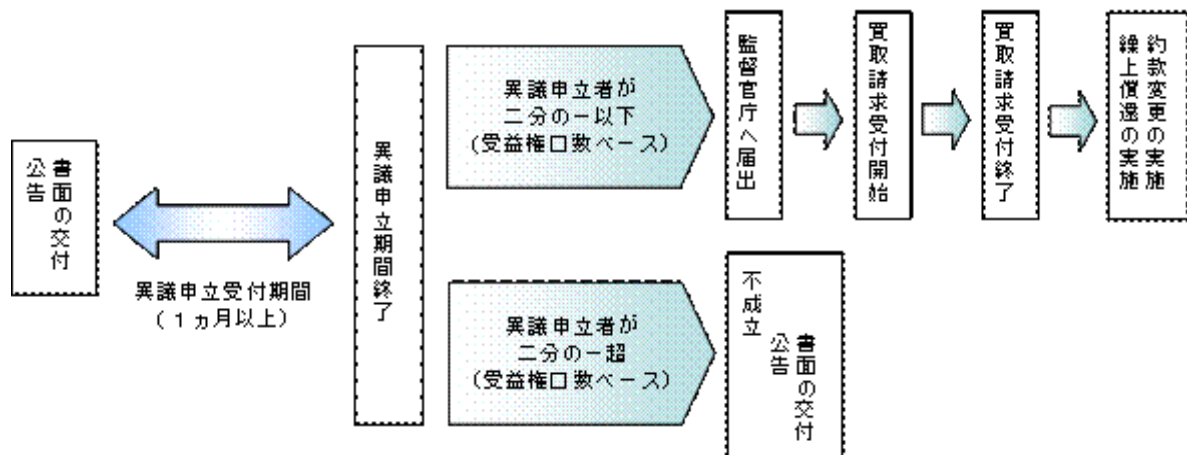 書面の交付
公告
異議申立受付期間
(1ヵ月以上)
異議申立期間終了
異議申立者が
二分の一以下
(受益権口数ベース)
監督官庁へ届出
買取請求受付開始
買取請求受付終了
約款変更の実施
繰上償還の実施
異議申立者が
二分の一超
(受益権口数ベース)
不成立
書面の交付
公告